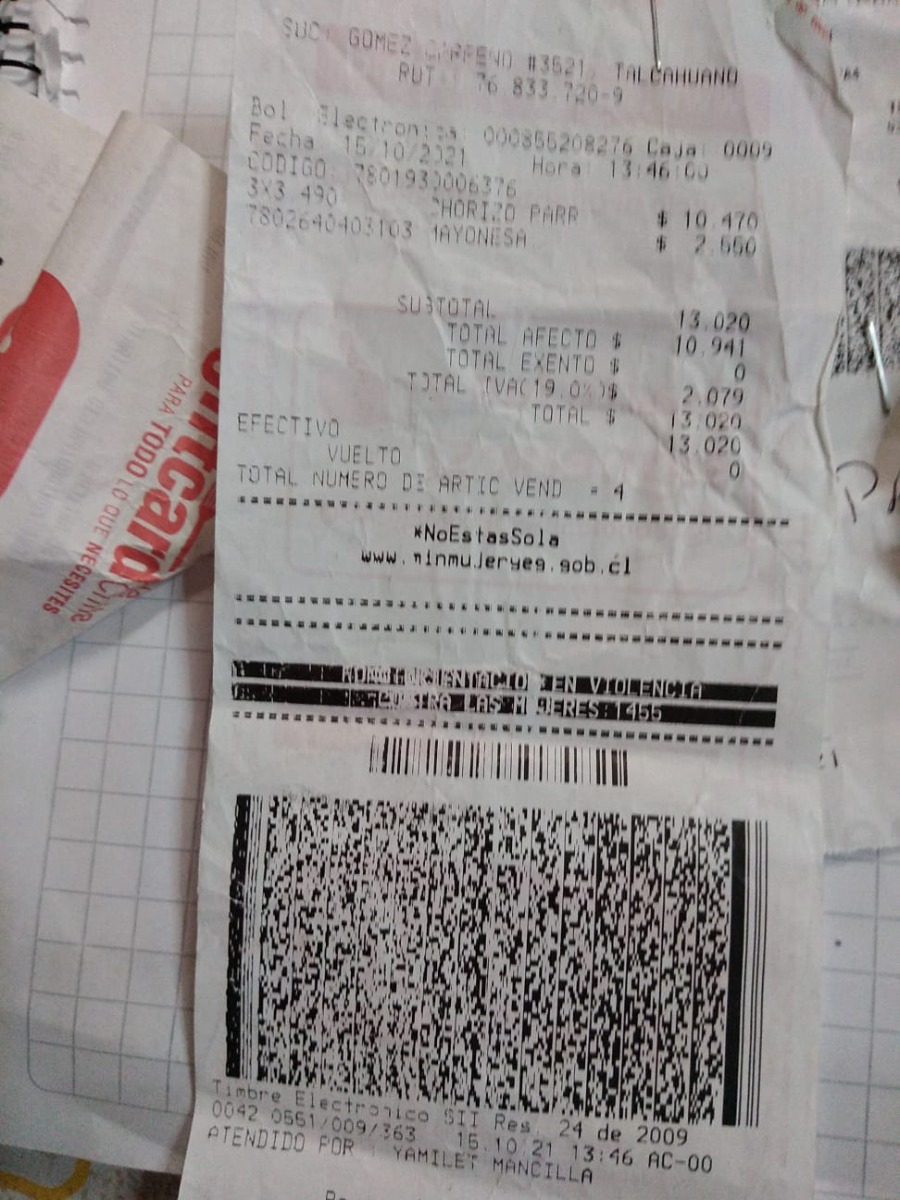 SUC: GOMEZ CARRENO #3521, TALCAHUANO
RUT : 76.833.720-9
Bol Electronica: 000855208276 Caja: 0009
Fecha 15/10/2021 Hora: 13:46:00
CODIGO: 7801930006376
3X3.490 CHORIZO PARR $ 10.470
7802640403103 MAYONESA $ 2.550
SUBTOTAL 13.020
TOTAL AFECTO $ 10.941
TOTAL EXENTO $ 0
TOTAL IVA(19.0%)$ 2.079
TOTAL $ 13.020
EFECTIVO 13.020
VUELTO 0
TOTAL NUMERO DE ARTIC VEND = 4
*NoEstasSola
www.minmujeryeg.gob.cl
EN VIOLENCIA
CONTRA LAS MUJERES:1455
Timbre Electronico SII Res. 24 de 2009
0042 0551/009/363 15.10.21 13:46 AC-00
ATENDIDO POR : YAMILET MANCILLA
PARA TODO LO QUE NECESITES